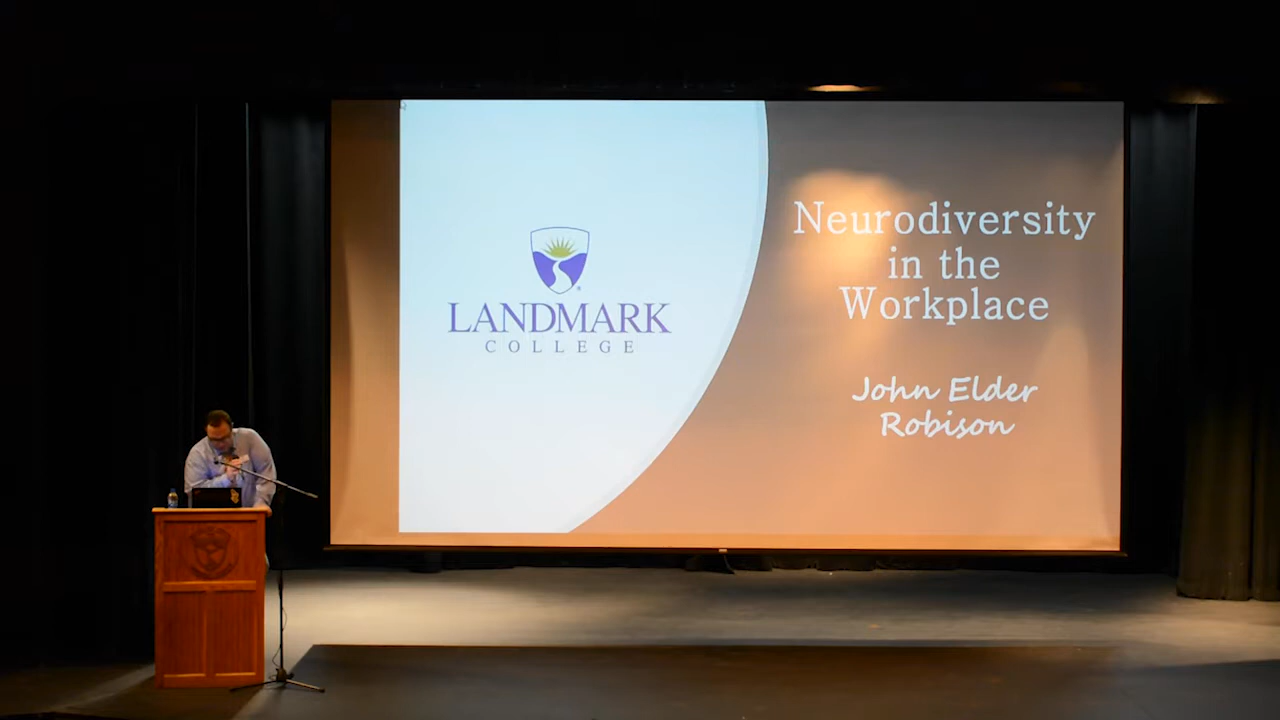 LANDMARK
COLLEGE
Neurodiversity
in the
Workplace
John Elder
Robison